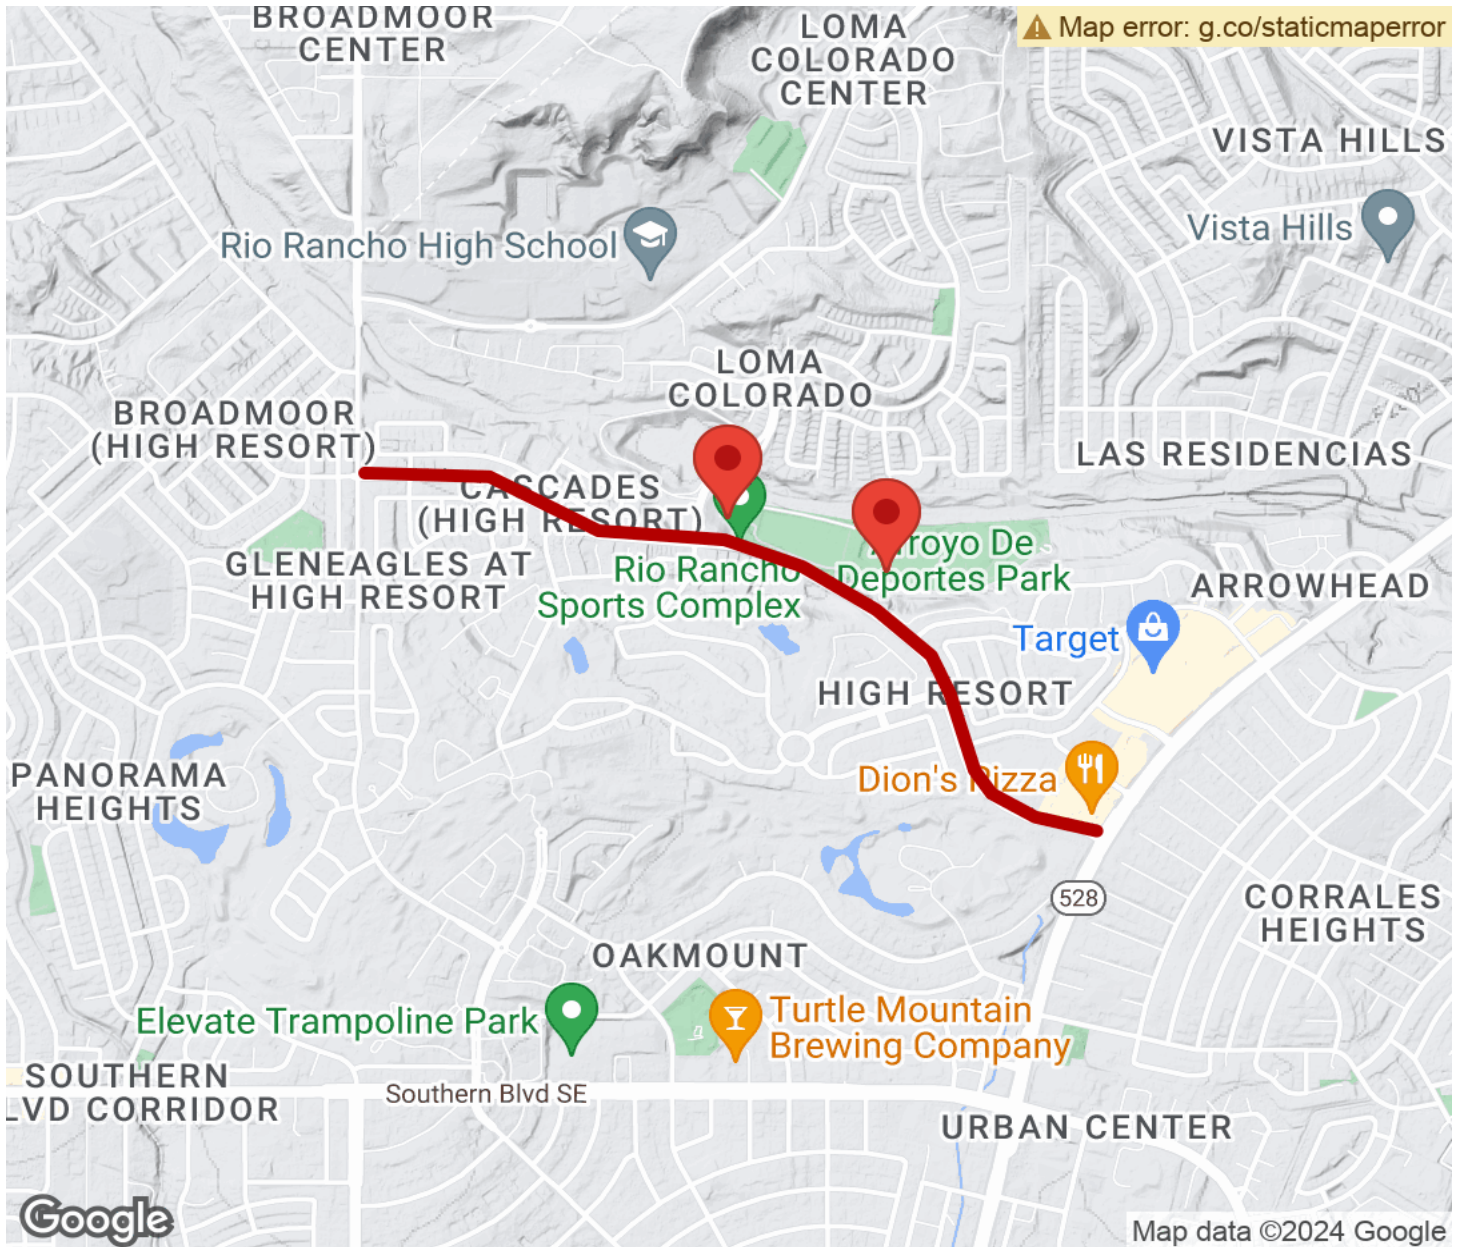 BROADMOOR
CENTER
LOMA
COLORADO
CENTER
Map error: g.co/staticmaperror
VISTA HILLS
Vista Hills
Rio Rancho High School
LOMA
COLORADO
BROADMOOR
(HIGH RESORT)
LAS RESIDENCIAS
CASCADES
(HIGH RESORT)
GLENEAGLES AT
HIGH RESORT
Rio Rancho
Sports Complex
Arroyo De
Deportes Park
ARROWHEAD
Target
HIGH RESORT
PANORAMA
HEIGHTS
Dion's Pizza
528
CORRALES
HEIGHTS
OAKMOUNT
Elevate Trampoline Park
Turtle Mountain
Brewing Company
SOUTHERN
LVD CORRIDOR
Southern Blvd SE
URBAN CENTER
Google
Map data ©2024 Google